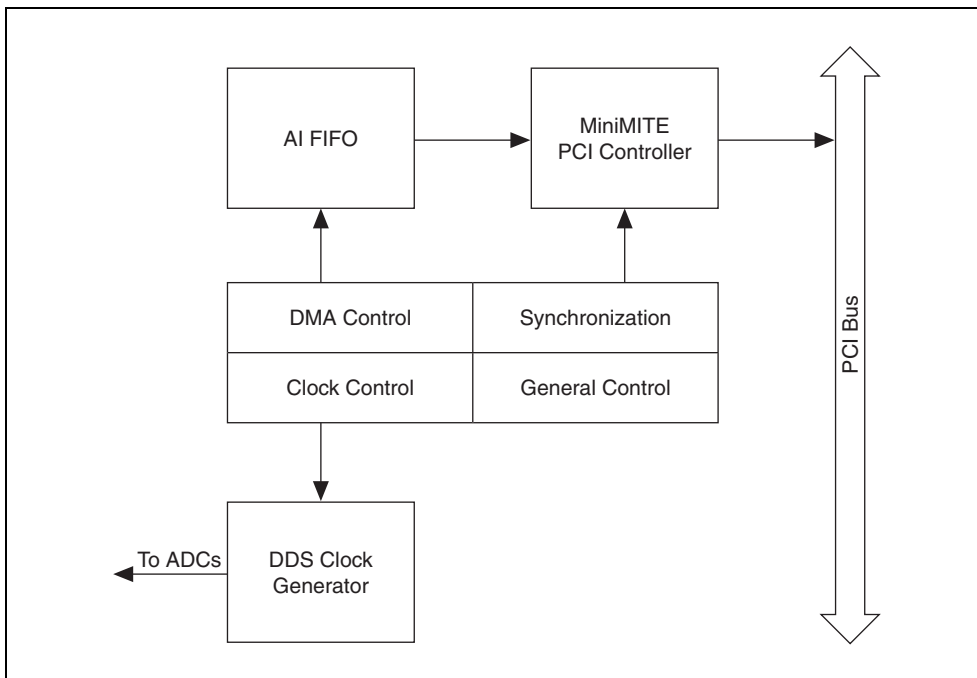 AI FIFO
MiniMITE
PCI Controller
DMA Control
Synchronization
Clock Control
General Control
PCI Bus
To ADCs
DDS Clock
Generator